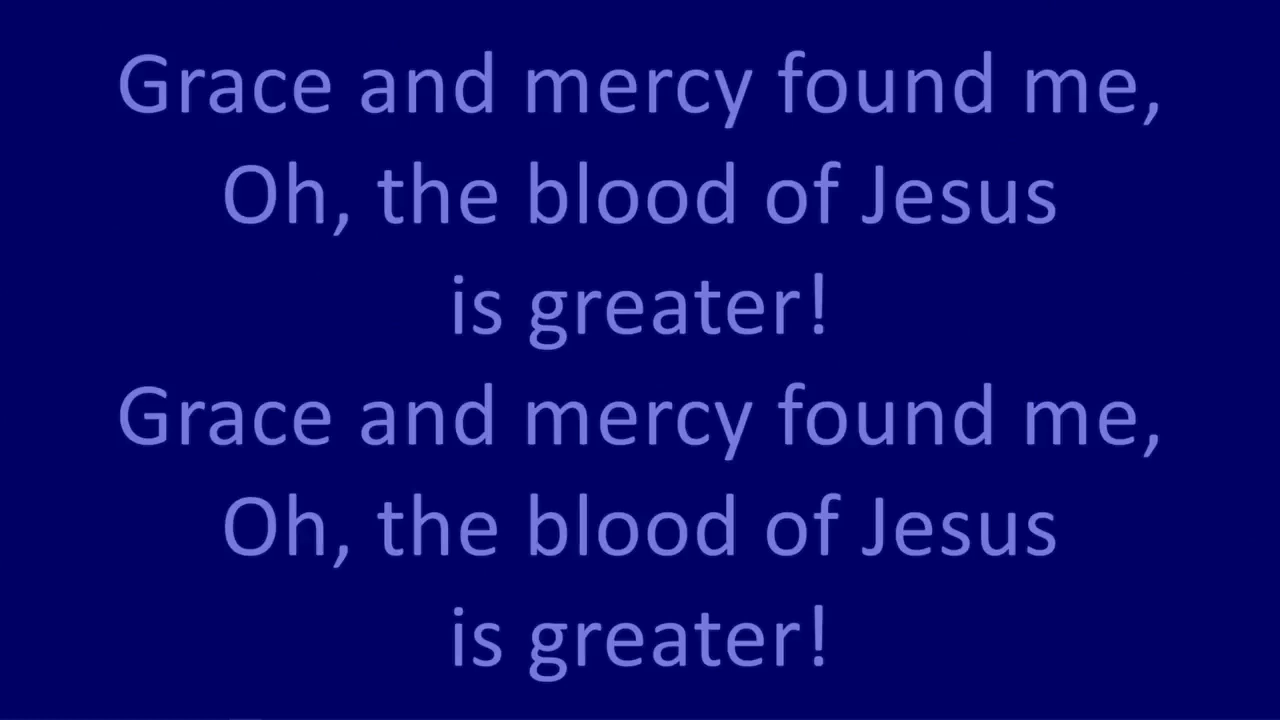 Grace and mercy found me,
Oh, the blood of Jesus
is greater!
Grace and mercy found me,
Oh, the blood of Jesus
is greater!